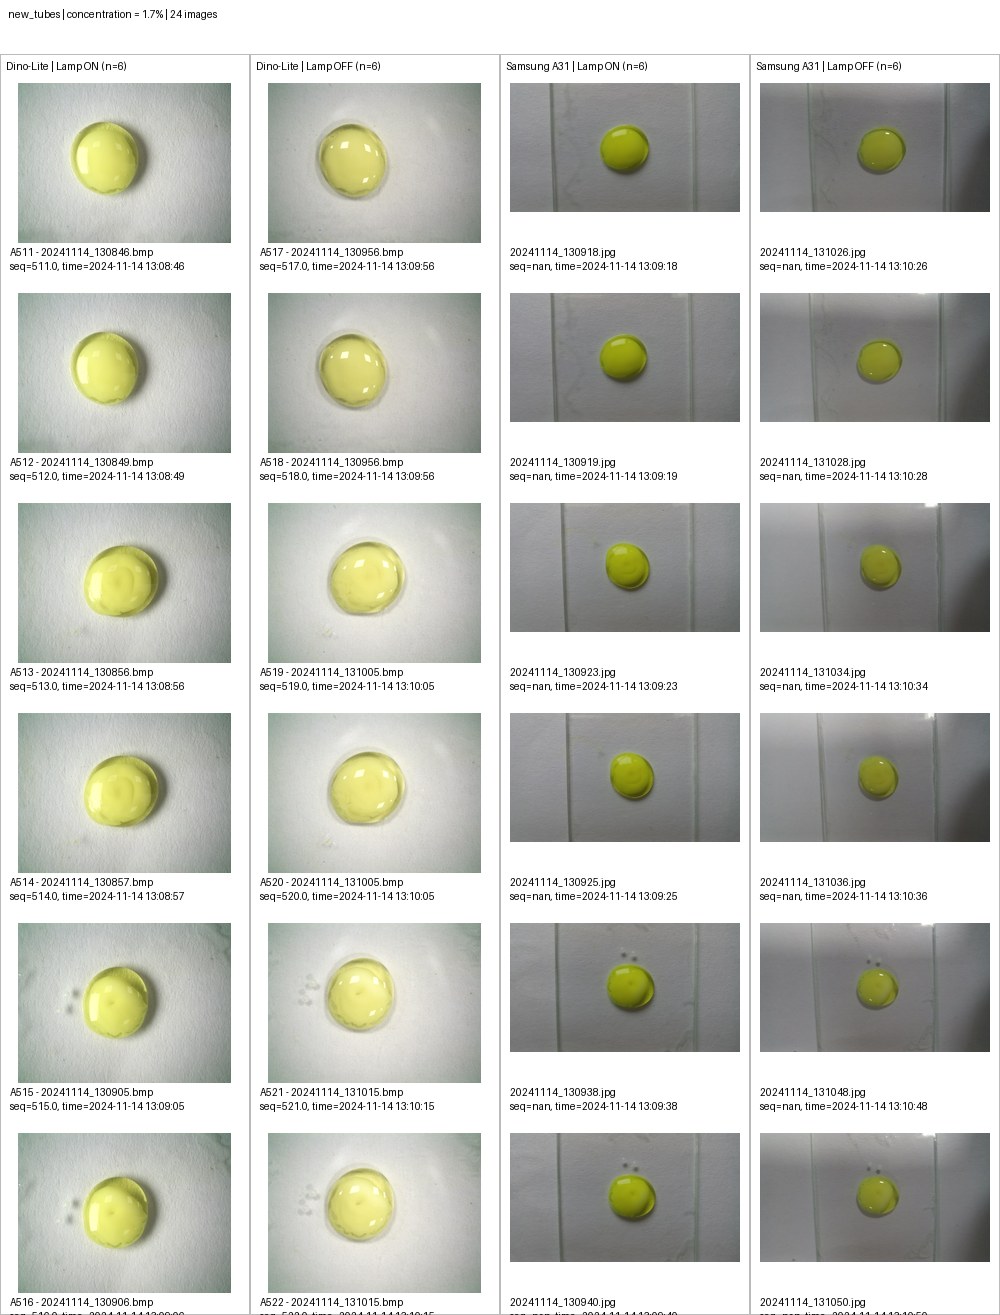 new_tubes | concentration = 1.7% | 24 images
Dino-Lite | Lamp ON (n=6)
Dino-Lite | Lamp OFF (n=6)
Samsung A31 | Lamp ON (n=6)
Samsung A31 | Lamp OFF (n=6)
A511 - 20241114_130846.bmp
seq=511.0, time=2024-11-14 13:08:46
A517 - 20241114_130956.bmp
seq=517.0, time=2024-11-14 13:09:56
20241114_130918.jpg
seq=nan, time=2024-11-14 13:09:18
20241114_131026.jpg
seq=nan, time=2024-11-14 13:10:26
A512 - 20241114_130849.bmp
seq=512.0, time=2024-11-14 13:08:49
A518 - 20241114_130956.bmp
seq=518.0, time=2024-11-14 13:09:56
20241114_130919.jpg
seq=nan, time=2024-11-14 13:09:19
20241114_131028.jpg
seq=nan, time=2024-11-14 13:10:28
A513 - 20241114_130856.bmp
seq=513.0, time=2024-11-14 13:08:56
A519 - 20241114_131005.bmp
seq=519.0, time=2024-11-14 13:10:05
20241114_130923.jpg
seq=nan, time=2024-11-14 13:09:23
20241114_131034.jpg
seq=nan, time=2024-11-14 13:10:34
A514 - 20241114_130857.bmp
seq=514.0, time=2024-11-14 13:08:57
A520 - 20241114_131005.bmp
seq=520.0, time=2024-11-14 13:10:05
20241114_130925.jpg
seq=nan, time=2024-11-14 13:09:25
20241114_131036.jpg
seq=nan, time=2024-11-14 13:10:36
A515 - 20241114_130905.bmp
seq=515.0, time=2024-11-14 13:09:05
A521 - 20241114_131015.bmp
seq=521.0, time=2024-11-14 13:10:15
20241114_130938.jpg
seq=nan, time=2024-11-14 13:09:38
20241114_131048.jpg
seq=nan, time=2024-11-14 13:10:48
A516 - 20241114_130906.bmp
A522 - 20241114_131015.bmp
20241114_130940.jpg
20241114_131050.jpg